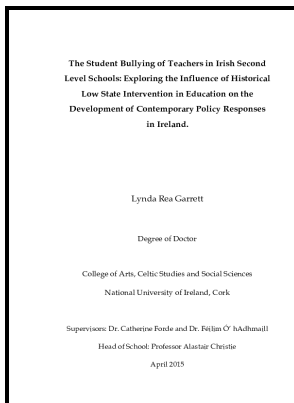 The Student Bullying of Teachers in Irish Second
Level Schools: Exploring the Influence of Historical
Low State Intervention in Education on the
Development of Contemporary Policy Responses
in Ireland.
Lynda Rea Garrett
Degree of Doctor
College of Arts, Celtic Studies and Social Sciences
National University of Ireland, Cork
Supervisors: Dr. Catherine Forde and Dr. Féilim Ó' hAdhmaill
Head of School: Professor Alastair Christie
April 2015